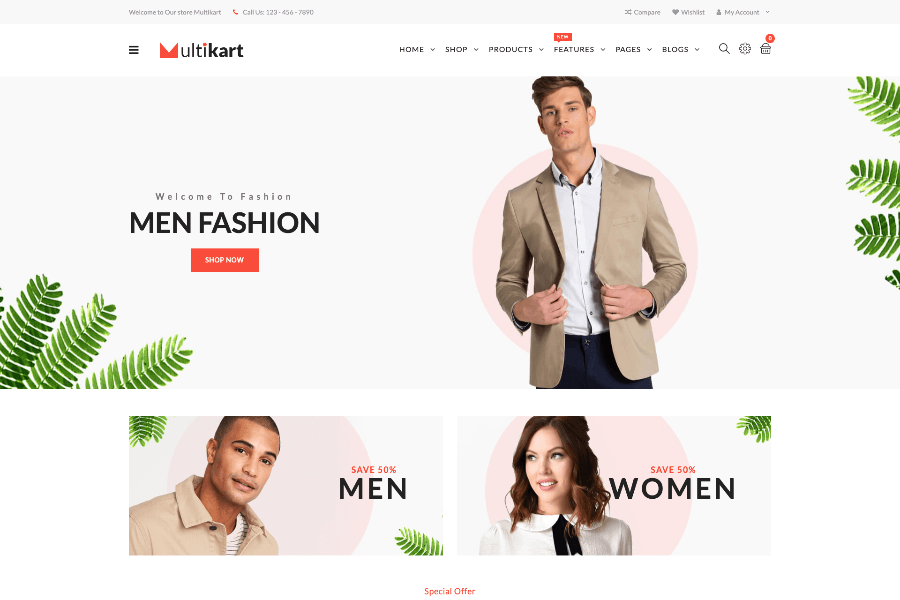 Welcome to Our store Multikart
Call Us: 123 - 456 - 7890
Compare
Wishlist
My Account
Multikart
HOME
SHOP
PRODUCTS
NEW
FEATURES
PAGES
BLOGS
0
Welcome To Fashion
MEN FASHION
SHOP NOW
SAVE 50%
MEN
SAVE 50%
WOMEN
Special Offer